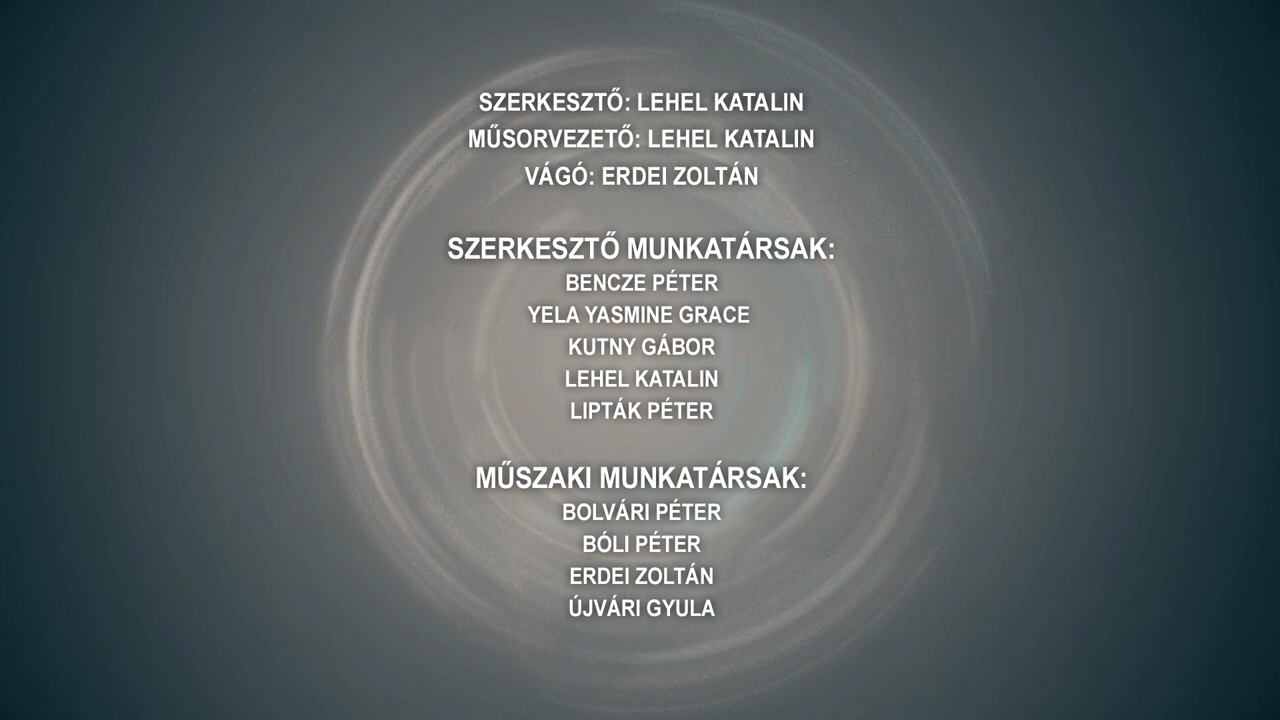 SZERKESZTŐ: LEHEL KATALIN
MŰSORVEZETŐ: LEHEL KATALIN
VÁGÓ: ERDEI ZOLTÁN
SZERKESZTŐ MUNKATÁRSAK:
BENCZE PÉTER
YELA YASMINE GRACE
KUTNY GÁBOR
LEHEL KATALIN
LIPTÁK PÉTER
MŰSZAKI MUNKATÁRSAK:
BOLVÁRI PÉTER
BÓLI PÉTER
ERDEI ZOLTÁN
ÚJVÁRI GYULA